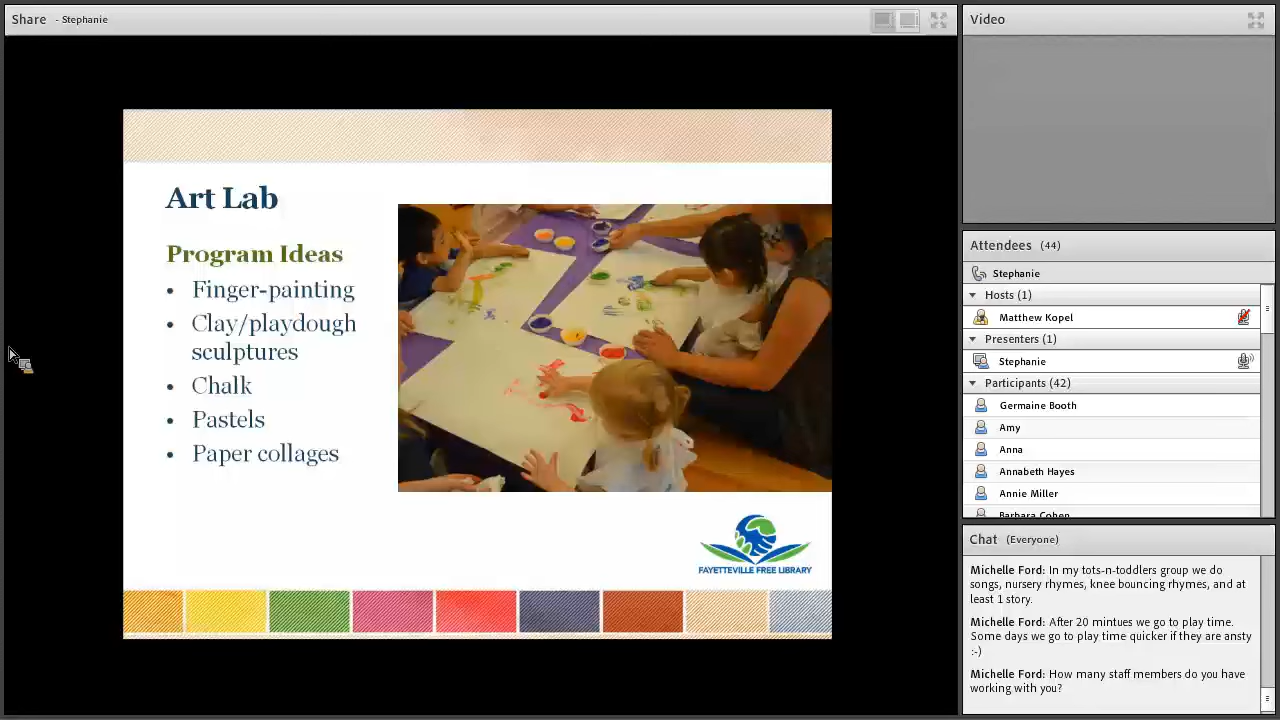 Share - Stephanie
Art Lab
Program Ideas
• Finger-painting
• Clay/playdough
sculptures
• Chalk
• Pastels
• Paper collages
FAYETTEVILLE FREE LIBRARY
Video
Attendees (44)
Stephanie
Hosts (1)
Matthew Kopel
Presenters (1)
Stephanie
Participants (42)
Germaine Booth
Amy
Anna
Annabeth Hayes
Annie Miller
Barbara Cohen
Chat (Everyone)
Michelle Ford: In my tots-n-toddlers group we do
songs, nursery rhymes, knee bouncing rhymes, and at
least 1 story.
Michelle Ford: After 20 mintues we go to play time.
Some days we go to play time quicker if they are ansty
:-)
Michelle Ford: How many staff members do you have
working with you?